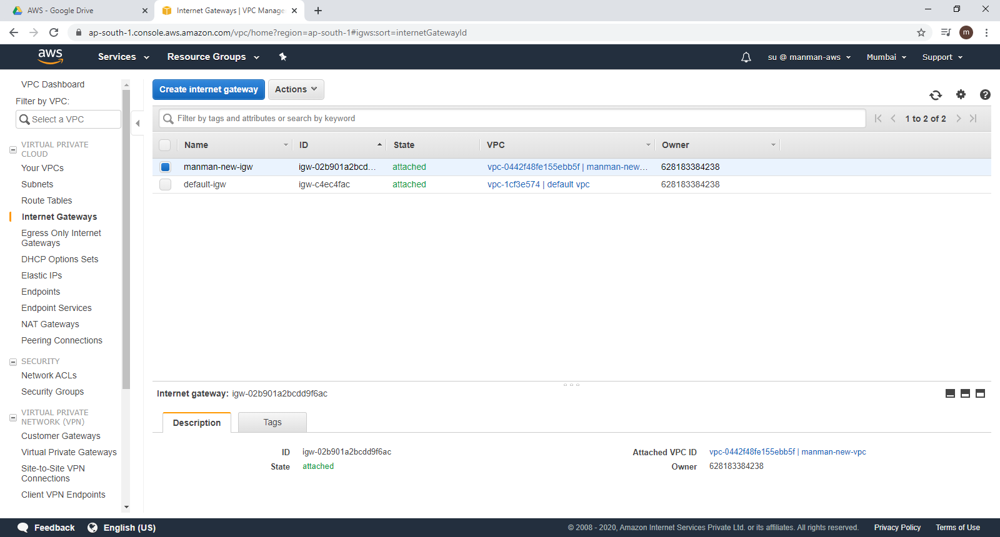 AWS - Google Drive
Internet Gateways | VPC Manage
ap-south-1.console.aws.amazon.com/vpc/home?region=ap-south-1#igws:sort=internetGatewayId
m
aws
Services
Resource Groups
su @ manman-aws
Mumbai
Support
VPC Dashboard
Filter by VPC:
Select a VPC
VIRTUAL PRIVATE
CLOUD
Your VPCs
Subnets
Route Tables
Internet Gateways
Egress Only Internet
Gateways
DHCP Options Sets
Elastic IPs
Endpoints
Endpoint Services
NAT Gateways
Peering Connections
SECURITY
Network ACLs
Security Groups
VIRTUAL PRIVATE
NETWORK (VPN)
Customer Gateways
Virtual Private Gateways
Site-to-Site VPN
Connections
Client VPN Endpoints
Create internet gateway
Actions
Filter by tags and attributes or search by keyword
1 to 2 of 2
Name ID State VPC Owner
manman-new-igw igw-02b901a2bcd... attached vpc-0442f48fe155ebb5f | manman-new... 628183384238
default-igw igw-c4ec4fac attached vpc-1cf3e574 | default vpc 628183384238
Internet gateway: igw-02b901a2bcdd9f6ac
Description
Tags
ID igw-02b901a2bcdd9f6ac
State attached
Attached VPC ID vpc-0442f48fe155ebb5f | manman-new-vpc
Owner 628183384238
Feedback
English (US)
© 2008 - 2020, Amazon Internet Services Private Ltd. or its affiliates. All rights reserved.
Privacy Policy
Terms of Use